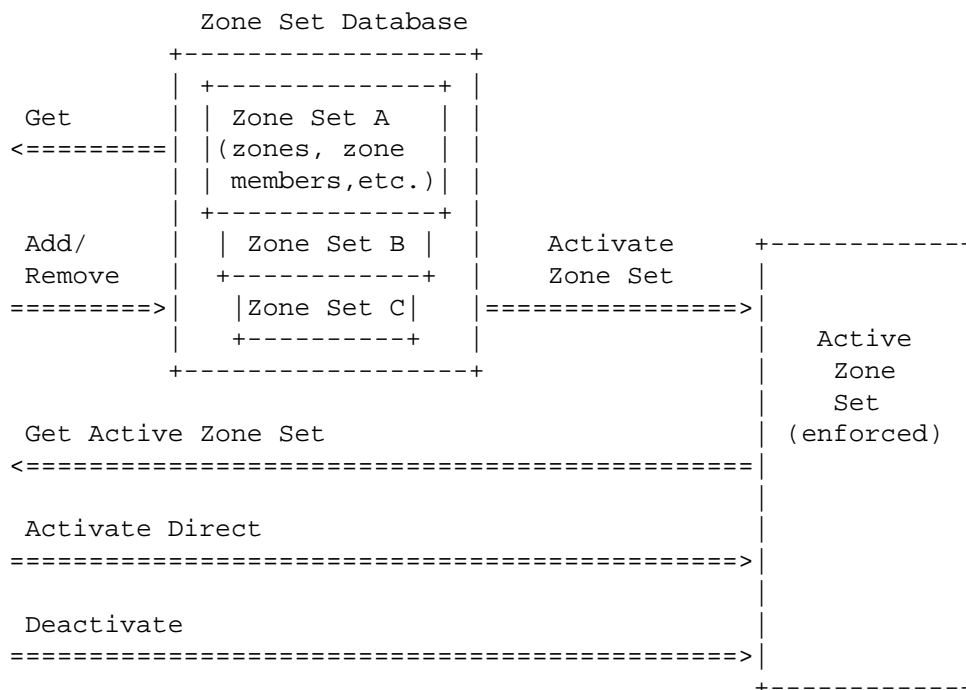 Zone Set Database
+------------------+
| +--------------+ |
Get | | Zone Set A | |
<=========| |(zones, zone | |
| | members,etc.)| |
| +--------------+ |
Add/ | | Zone Set B | | Activate +-------------
Remove | +-------------+ | Zone Set |
=========>| |Zone Set C| |================>|
| +----------+ | | Active
+------------------+ | Zone
| Set
Get Active Zone Set | (enforced)
<==============================================|
|
Activate Direct |
==============================================>|
|
Deactivate |
==============================================>|
+-------------